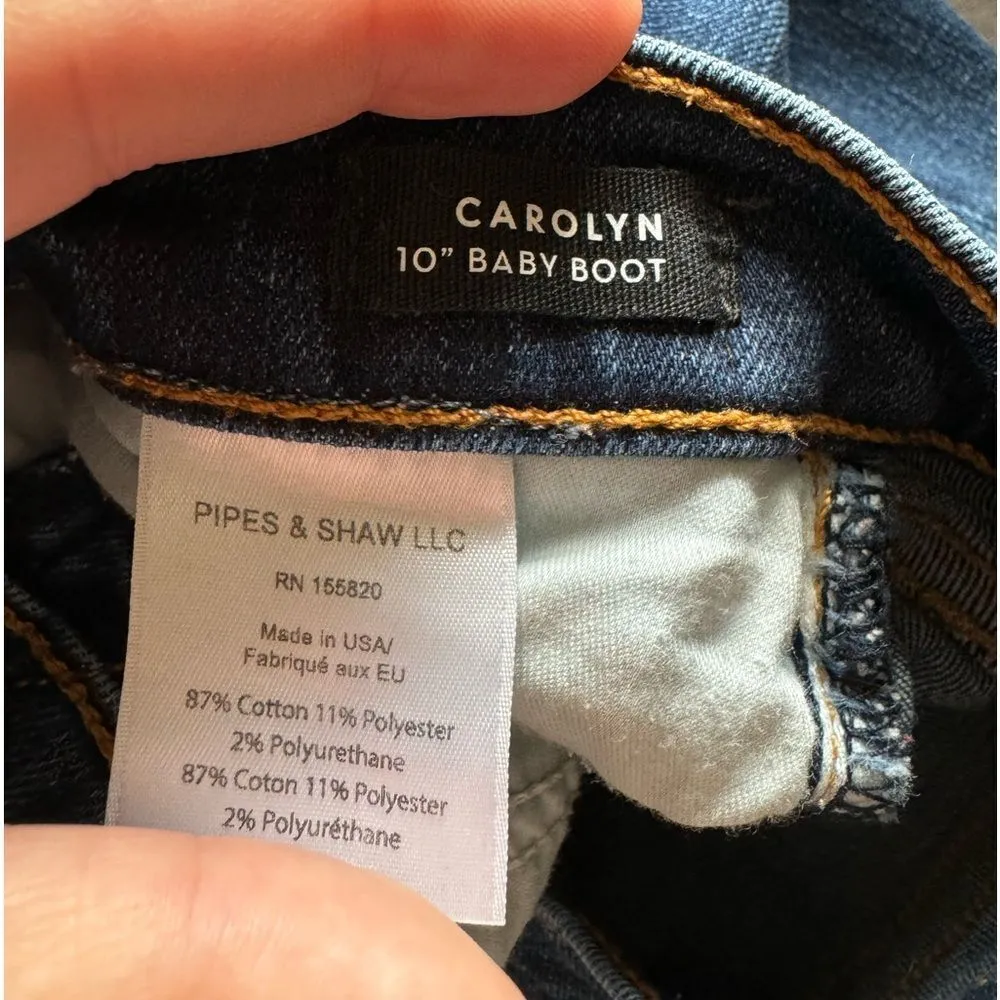 CAROLYN
10” BABY BOOT
PIPES & SHAW LLC
RN 155820
Made in USA/
Fabriqué aux EU
87% Cotton 11% Polyester
2% Polyurethane
87% Coton 11% Polyester
2% Polyuréthane